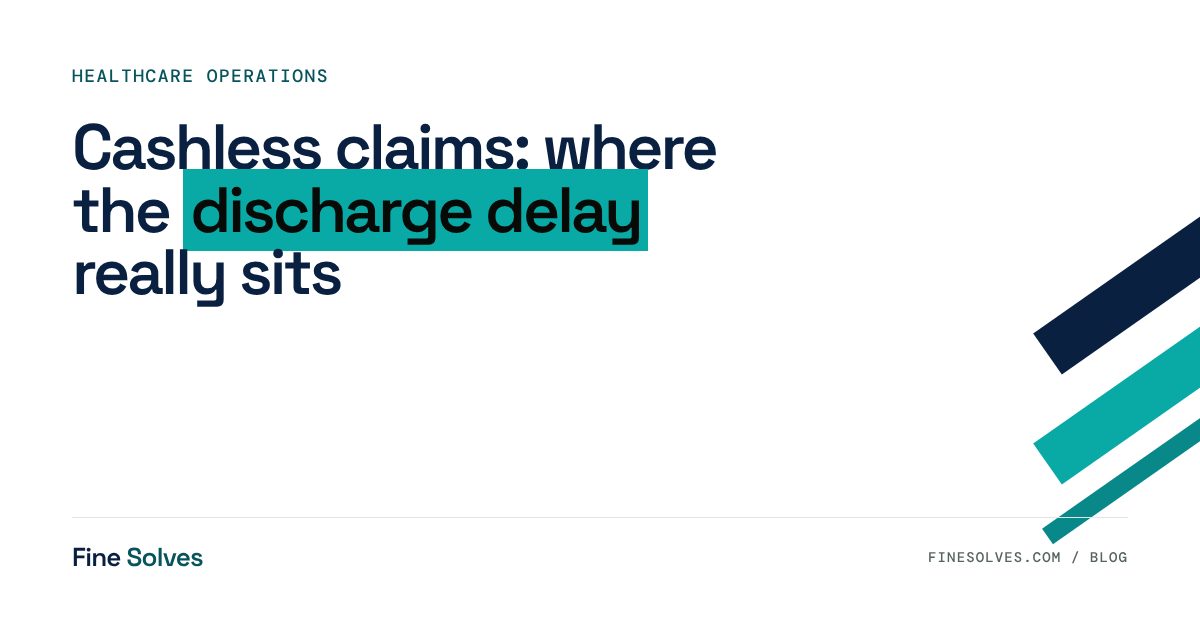 HEALTHCARE OPERATIONS
Cashless claims: where
the discharge delay
really sits
Fine Solves
FINESOLVES.COM / BLOG